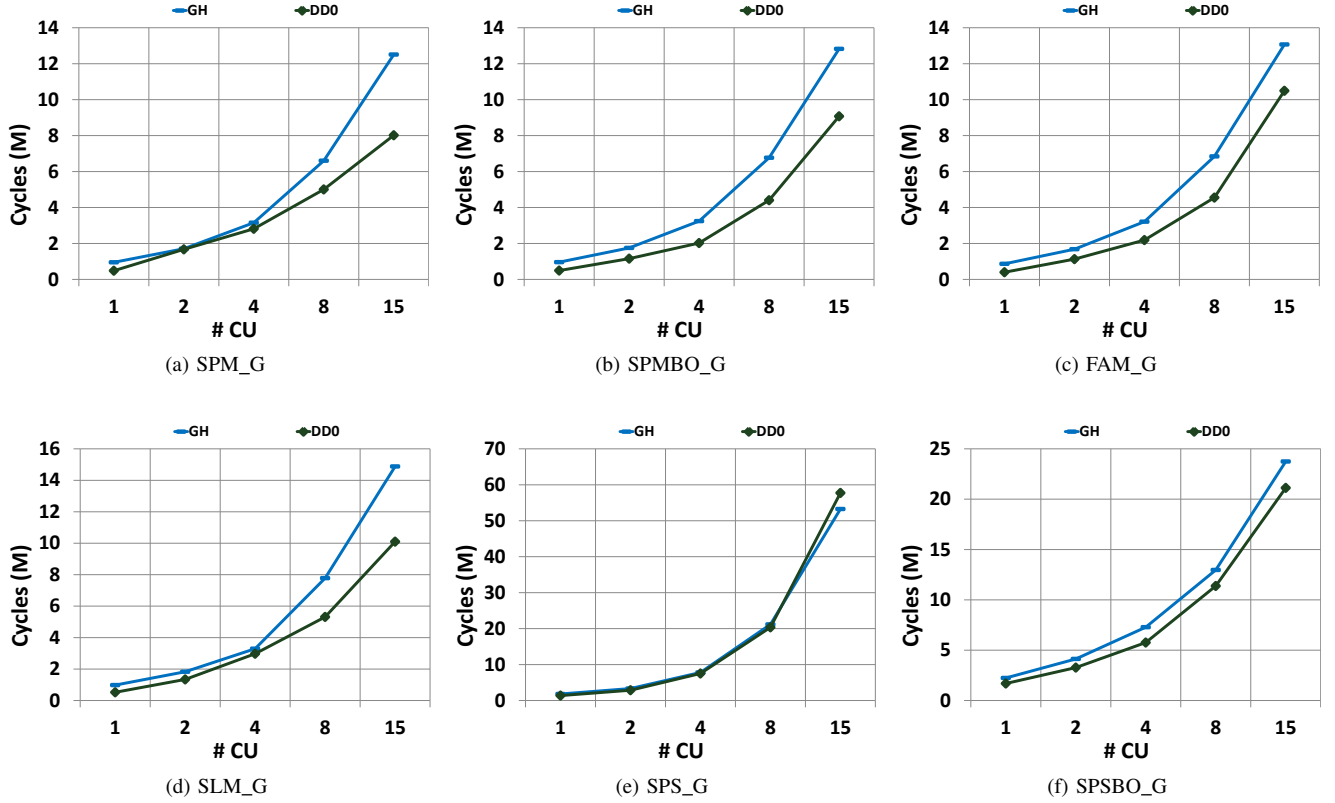 GH DD0
14
12
10
8
6
4
2
0
Cycles (M)
1 2 4 8 15
# CU
(a) SPM_G
GH DD0
14
12
10
8
6
4
2
0
Cycles (M)
1 2 4 8 15
# CU
(b) SPMBO_G
GH DD0
14
12
10
8
6
4
2
0
Cycles (M)
1 2 4 8 15
# CU
(c) FAM_G
GH DD0
16
14
12
10
8
6
4
2
0
Cycles (M)
1 2 4 8 15
# CU
(d) SLM_G
GH DD0
70
60
50
40
30
20
10
0
Cycles (M)
1 2 4 8 15
# CU
(e) SPS_G
GH DD0
25
20
15
10
5
0
Cycles (M)
1 2 4 8 15
# CU
(f) SPSBO_G